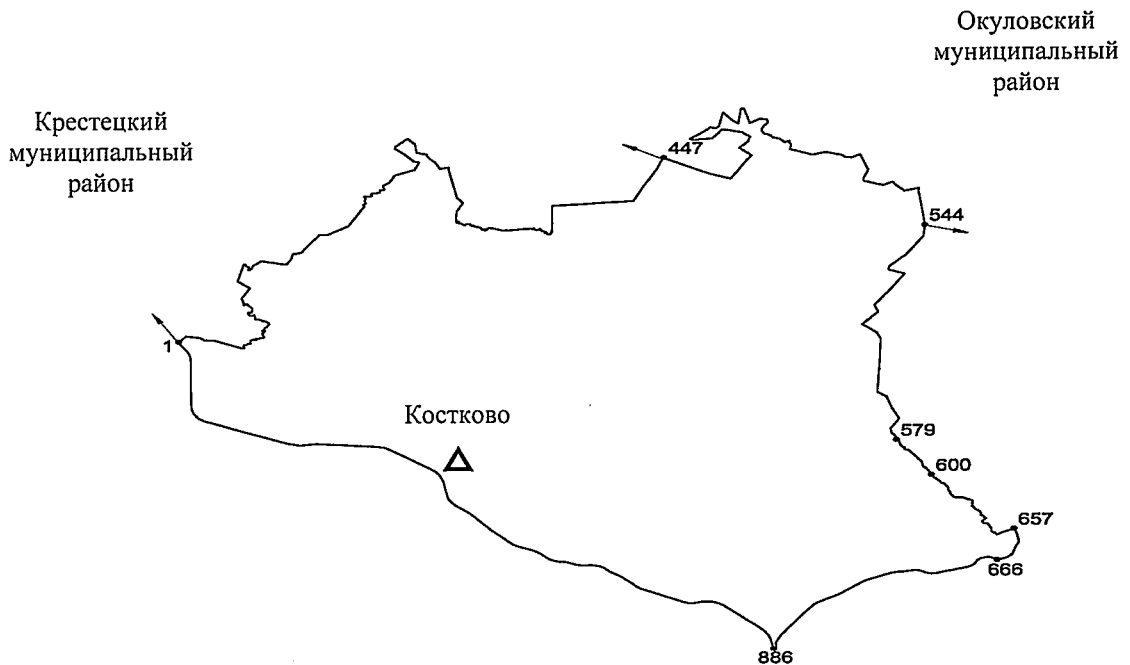 Окуловский
муниципальный
район
Крестецкий
муниципальный
район
447
544
1
Костково
579
600
657
666
886